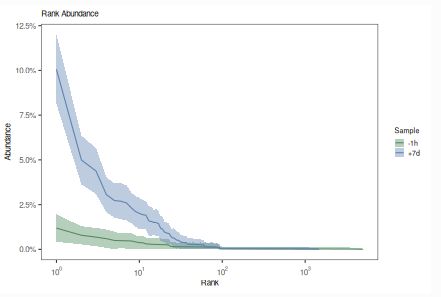 Rank Abundance
12.5%
10.0%
7.5%
5.0%
2.5%
0.0%
Abundance
10⁰ 10¹ 10² 10³
Rank
Sample
-1h
+7d